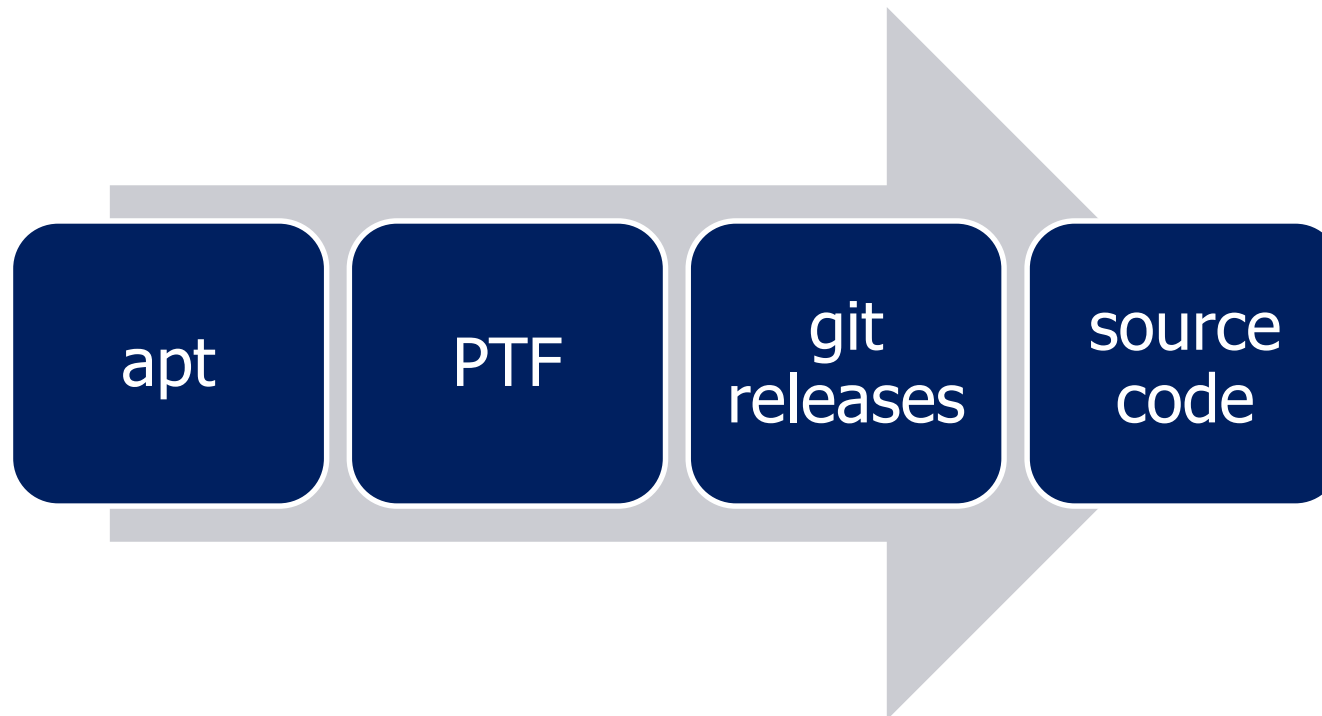 apt
PTF
git
releases
source
code